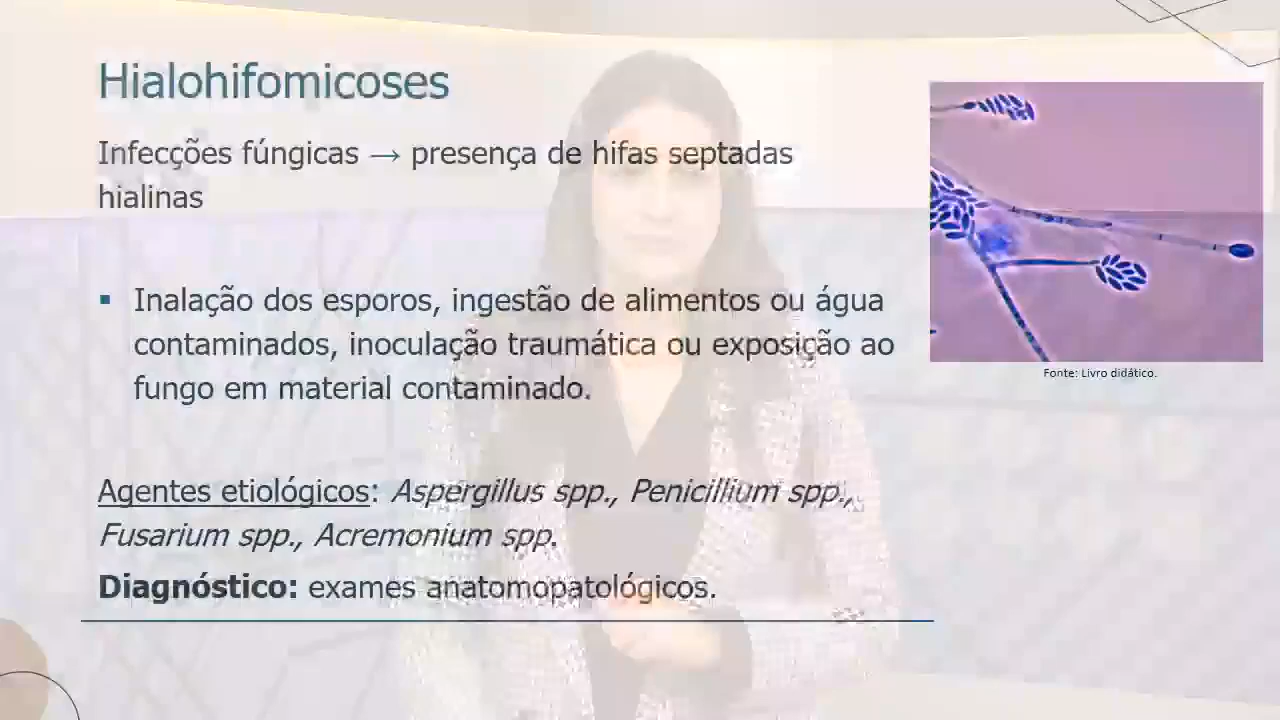 Hialohifomicoses
Infecções fúngicas → presença de hifas septadas
hialinas
▪ Inalação dos esporos, ingestão de alimentos ou água
contaminados, inoculação traumática ou exposição ao
fungo em material contaminado.
Fonte: Livro didático.
Agentes etiológicos: Aspergillus spp., Penicillium spp.,
Fusarium spp., Acremonium spp.
Diagnóstico: exames anatomopatológicos.